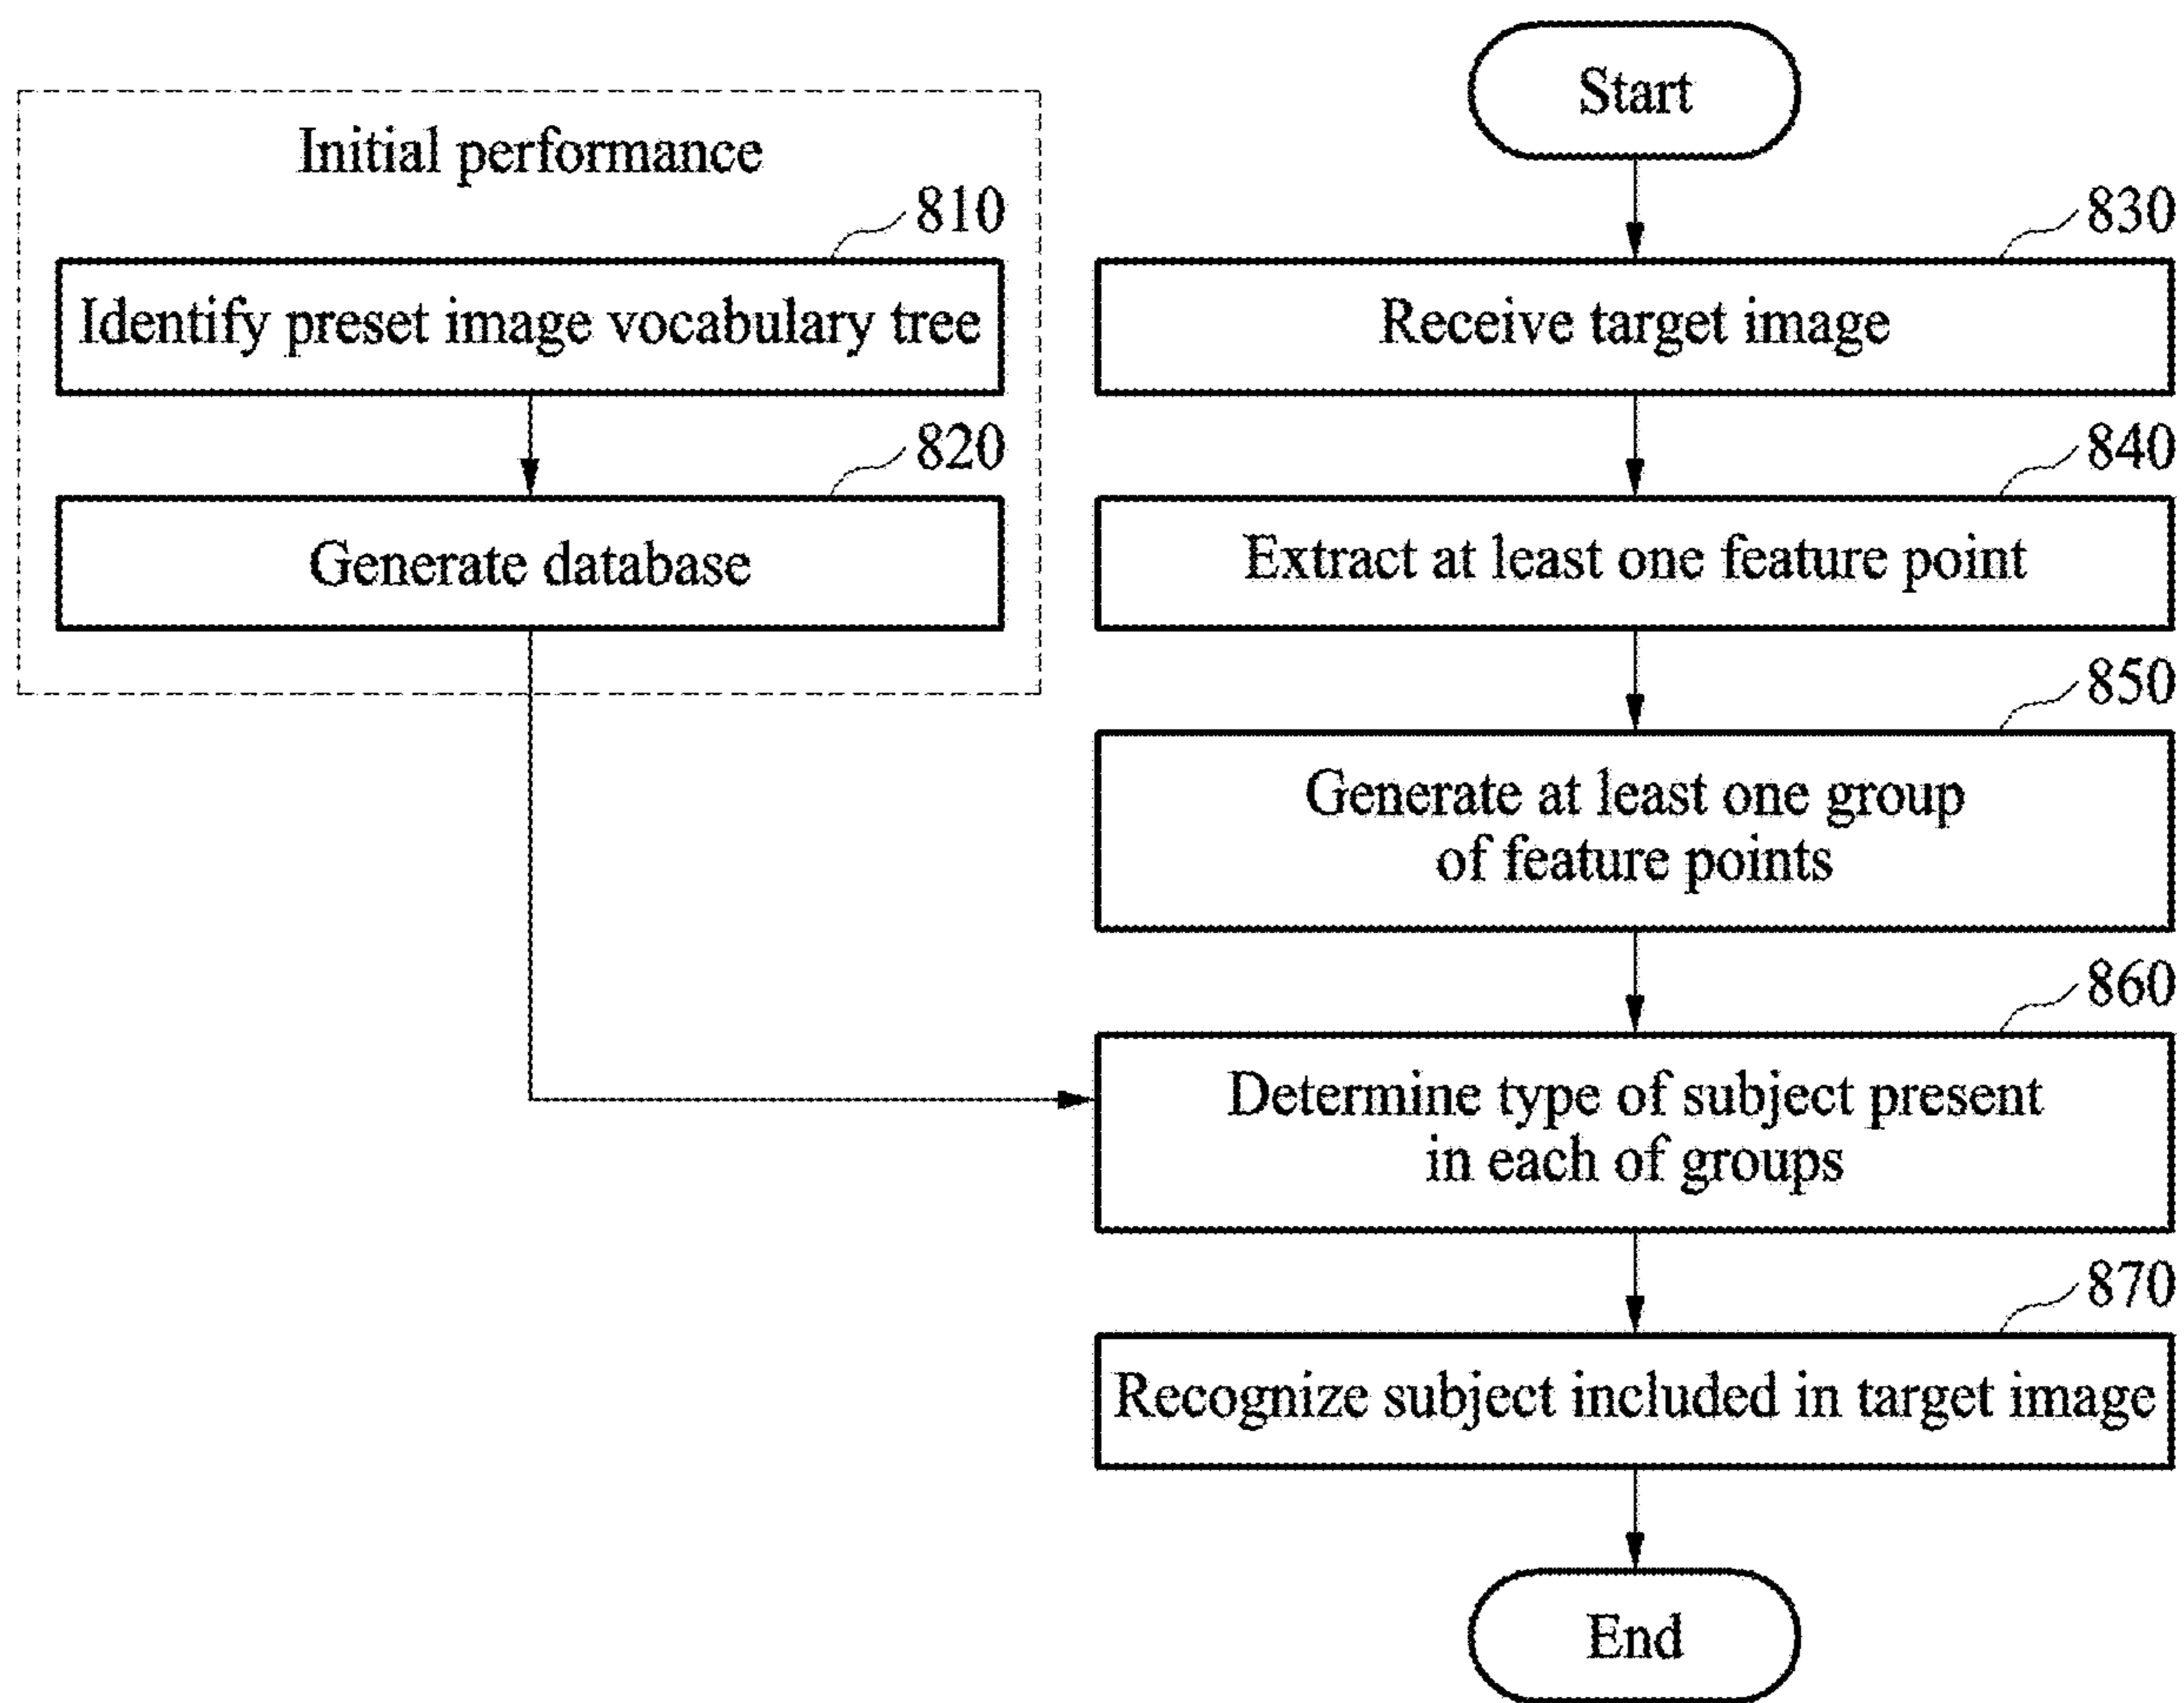 Initial performance
810
Identify preset image vocabulary tree
820
Generate database
Start
830
Receive target image
840
Extract at least one feature point
850
Generate at least one group
of feature points
860
Determine type of subject present
in each of groups
870
Recognize subject included in target image
End